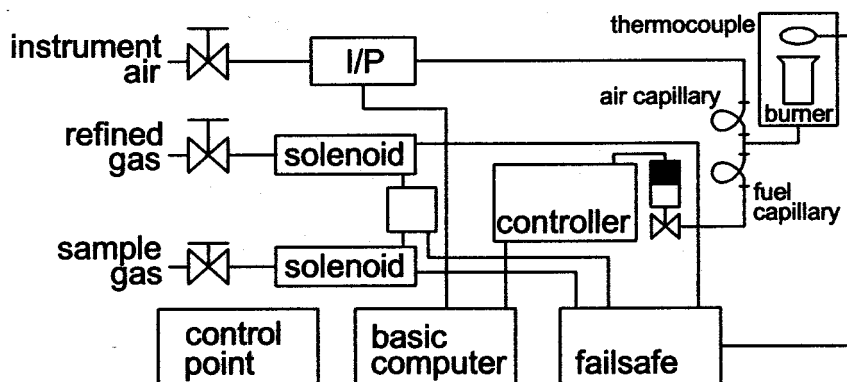 instrument
air
I/P
thermocouple
burner
air capillary
refined
gas
solenoid
controller
fuel
capillary
sample
gas
solenoid
control
point
basic
computer
failsafe